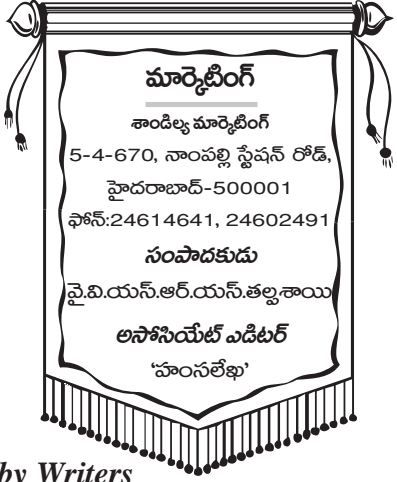 మార్కెటింగ్
శాండిల్య మార్కెటింగ్
5-4-670, నాంపల్లి స్టేషన్ రోడ్,
హైదరాబాద్-500001
ఫోన్:24614641, 24602491
సంపాదకుడు
వై.వి.యస్.ఆర్.యస్.తల్పశాయి
అసోసియేట్ ఎడిటర్
'హంసలేఖ'
by Writers